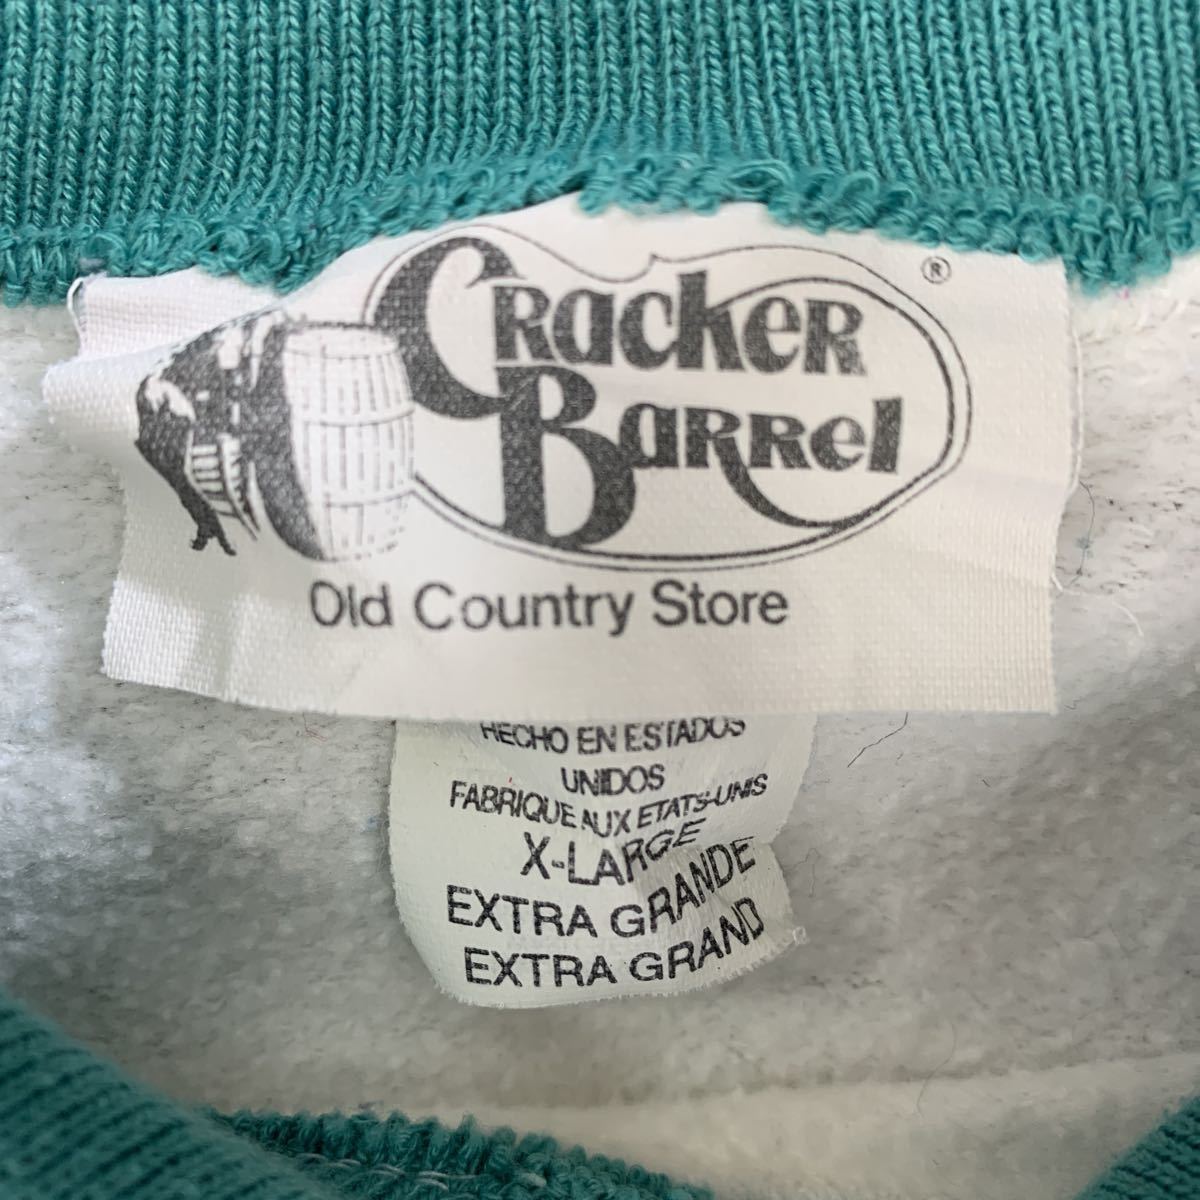 Cracker
Barrel
®
Old Country Store
HECHO EN ESTADOS
UNIDOS
FABRIQUE AUX ETATS-UNIS
X-LARGE
EXTRA GRANDE
EXTRA GRAND